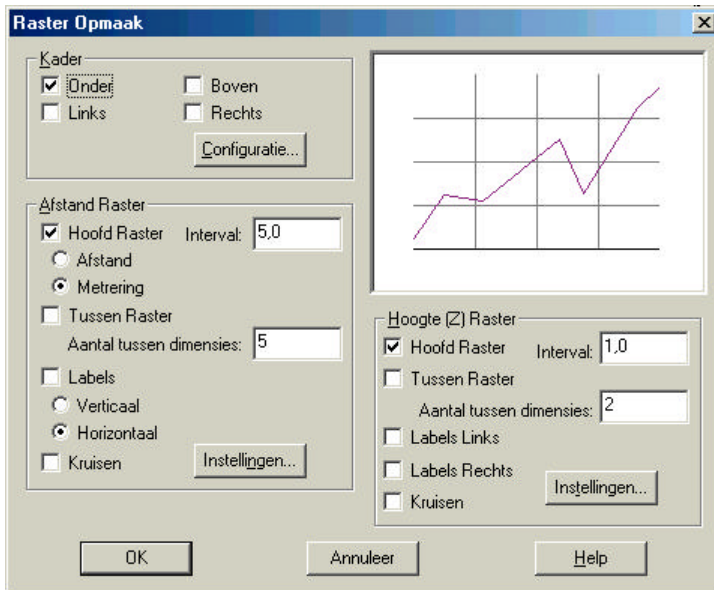 Raster Opmaak
Kader
Onder Boven
Links Rechts
Configuratie...
Afstand Raster
Hoofd Raster Interval: 5,0
Afstand
Metrering
Tussen Raster
Aantal tussen dimensies: 5
Labels
Verticaal
Horizontaal
Kruisen Instellingen...
Hoogte (Z) Raster
Hoofd Raster Interval: 1,0
Tussen Raster
Aantal tussen dimensies: 2
Labels Links
Labels Rechts
Kruisen Instellingen...
OK Annuleer Help